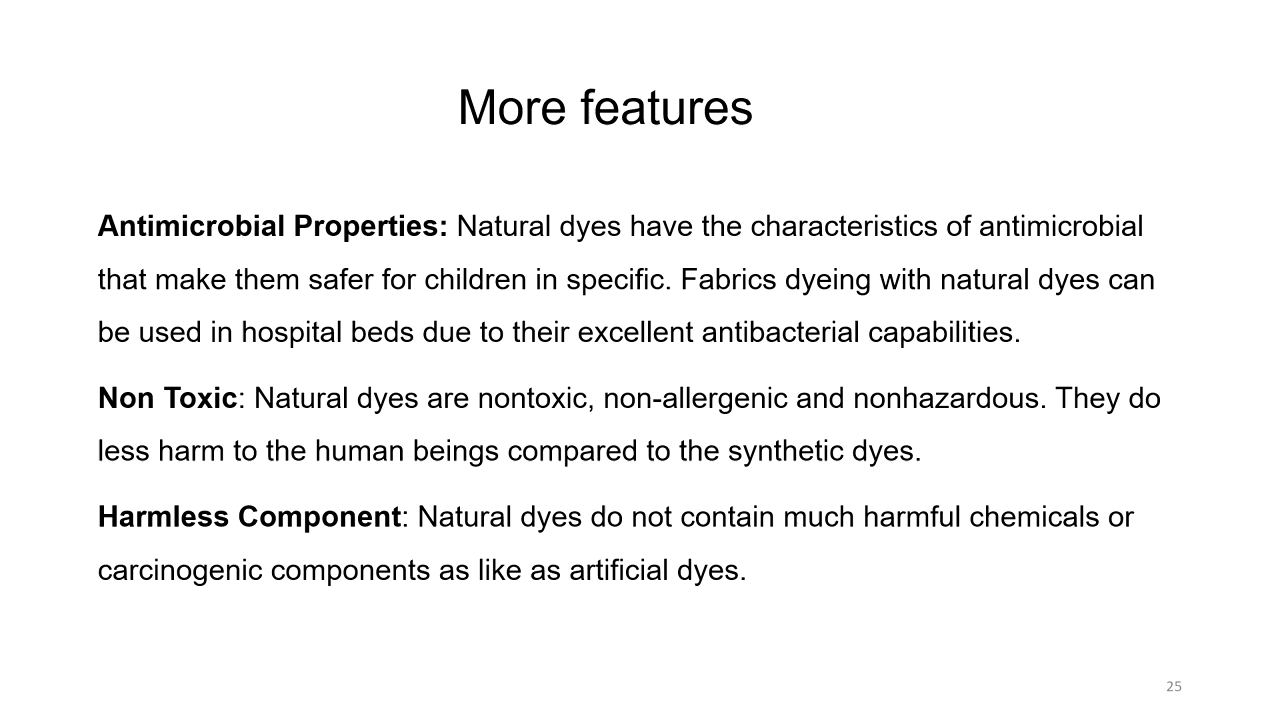 More features
Antimicrobial Properties: Natural dyes have the characteristics of antimicrobial
that make them safer for children in specific. Fabrics dyeing with natural dyes can
be used in hospital beds due to their excellent antibacterial capabilities.
Non Toxic: Natural dyes are nontoxic, non-allergenic and nonhazardous. They do
less harm to the human beings compared to the synthetic dyes.
Harmless Component: Natural dyes do not contain much harmful chemicals or
carcinogenic components as like as artificial dyes.
25